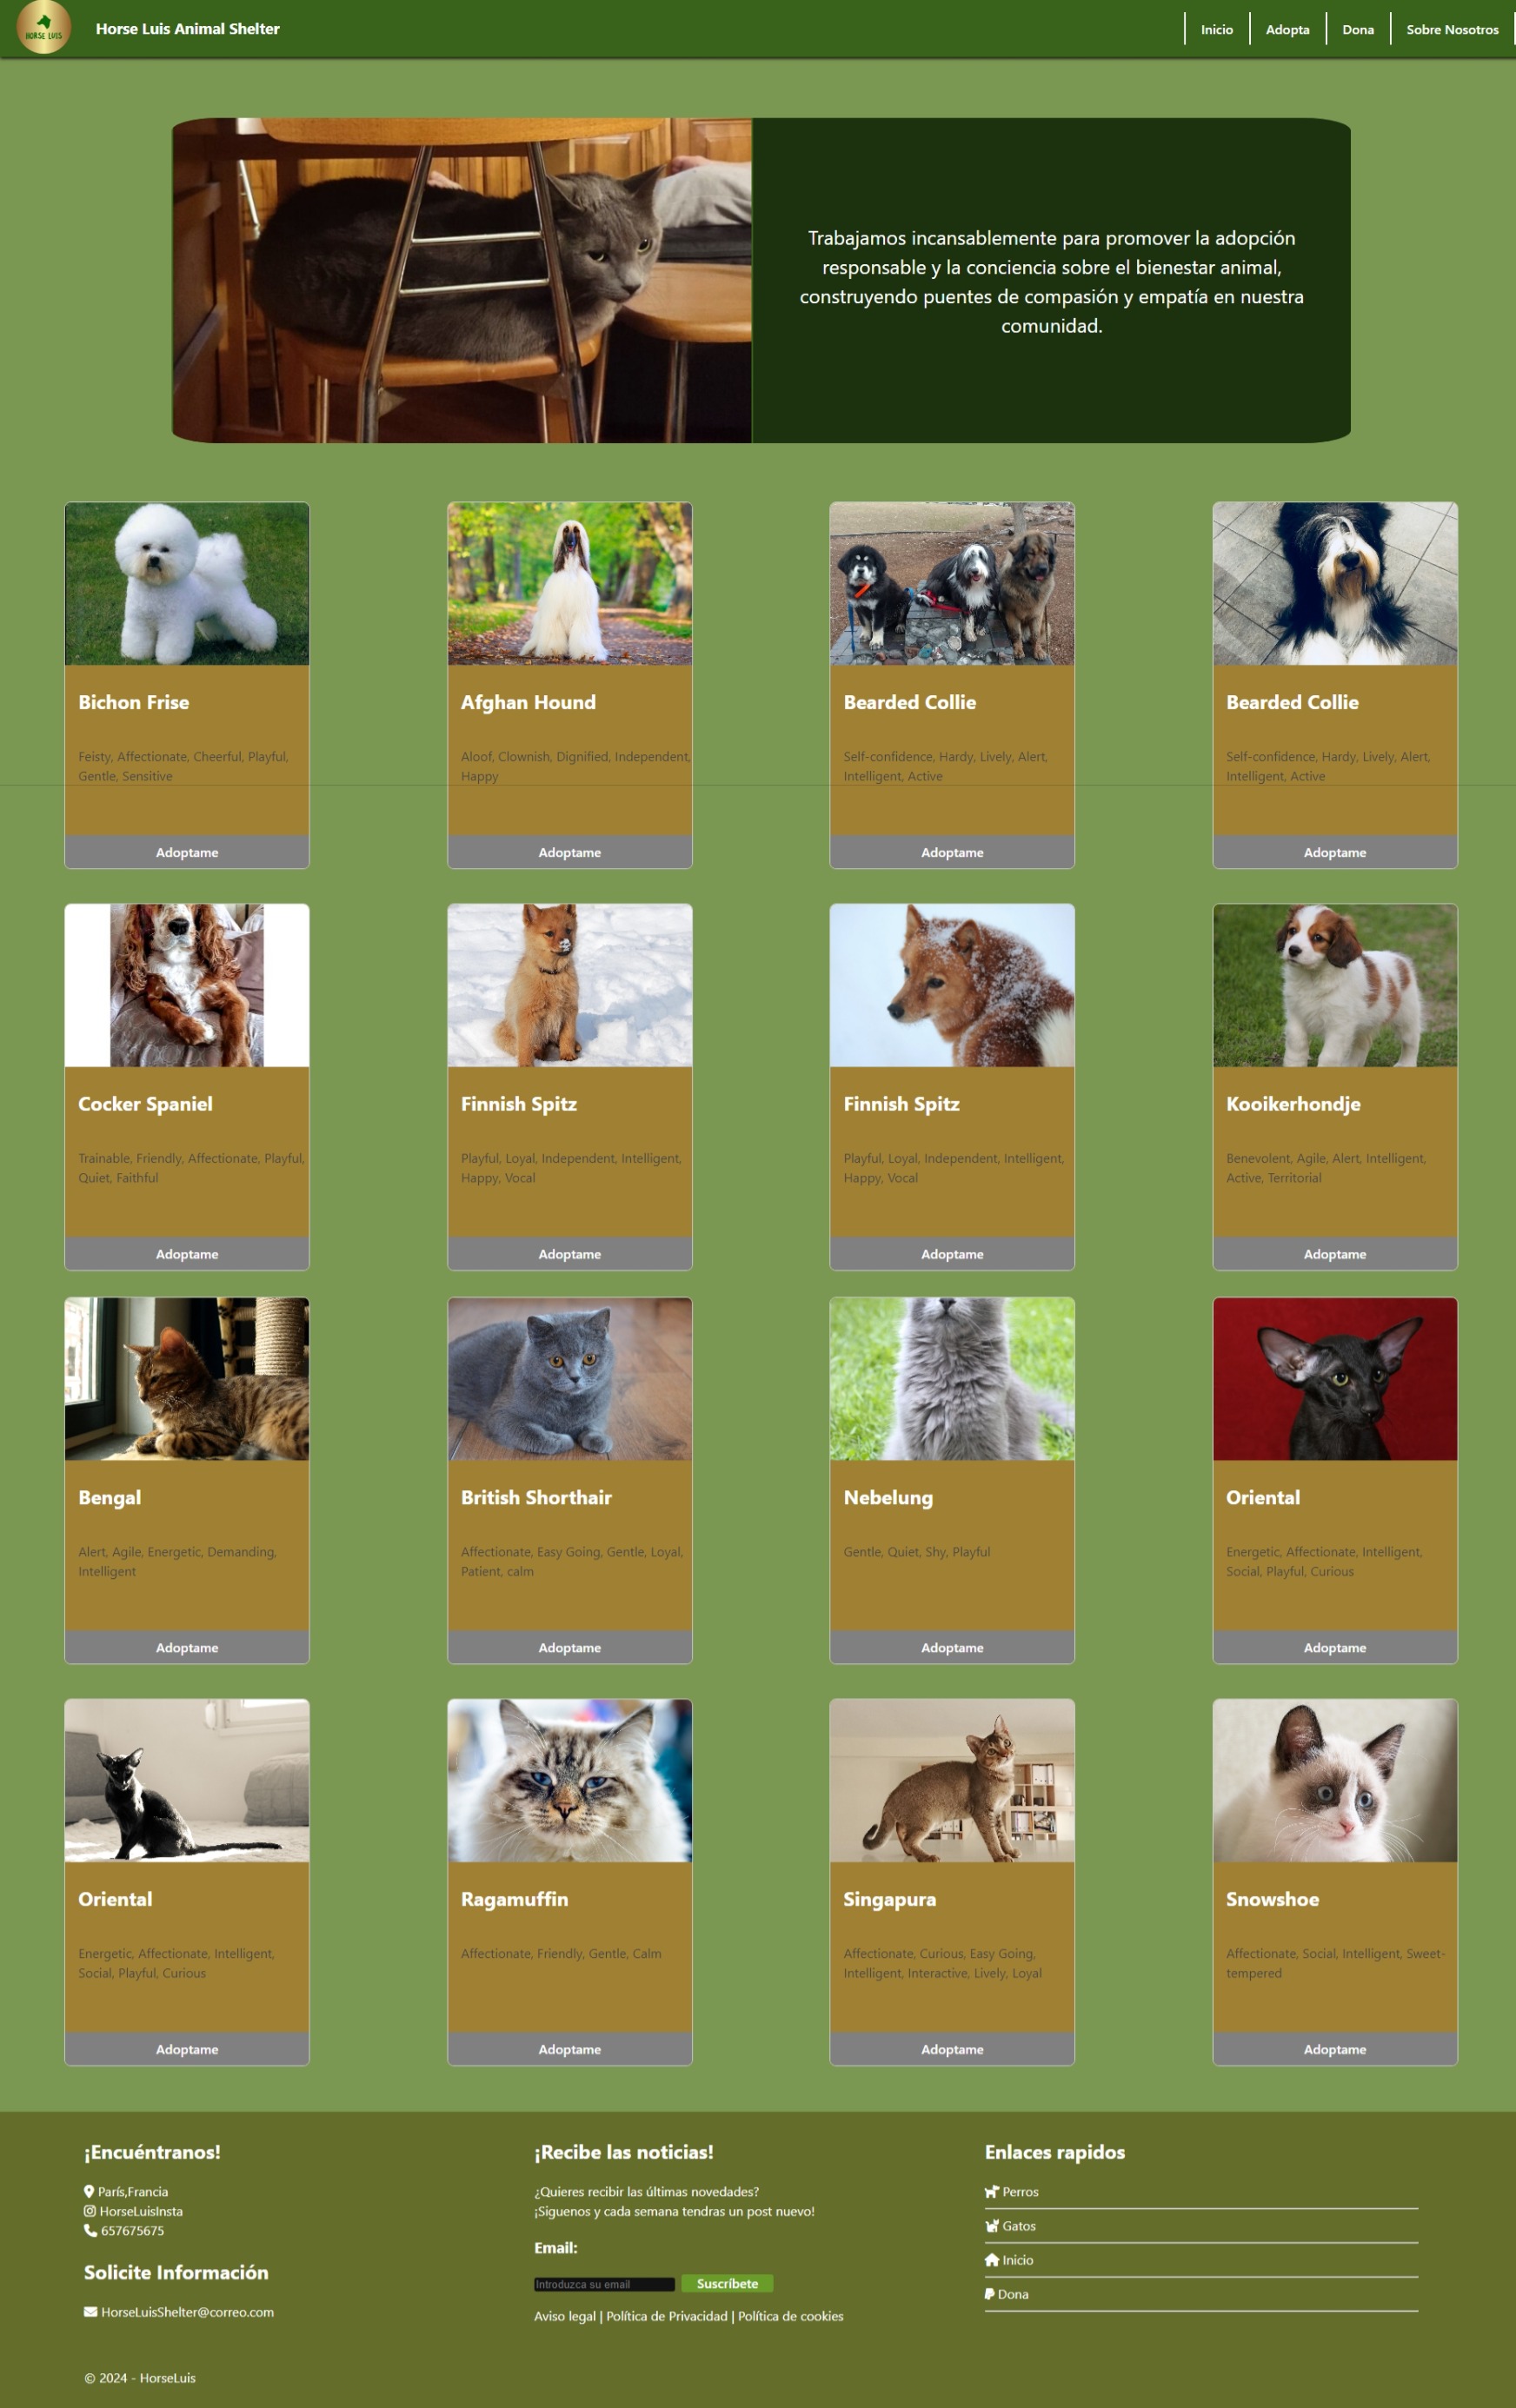 HORSE LUIS
Horse Luis Animal Shelter
Inicio
Adopta
Dona
Sobre Nosotros
Trabajamos incansablemente para promover la adopción
responsable y la conciencia sobre el bienestar animal,
construyendo puentes de compasión y empatía en nuestra
comunidad.
Bichon Frise
Feisty, Affectionate, Cheerful, Playful,
Gentle, Sensitive
Adoptame
Afghan Hound
Aloof, Clownish, Dignified, Independent,
Happy
Adoptame
Bearded Collie
Self-confidence, Hardy, Lively, Alert,
Intelligent, Active
Adoptame
Bearded Collie
Self-confidence, Hardy, Lively, Alert,
Intelligent, Active
Adoptame
Cocker Spaniel
Trainable, Friendly, Affectionate, Playful,
Quiet, Faithful
Adoptame
Finnish Spitz
Playful, Loyal, Independent, Intelligent,
Happy, Vocal
Adoptame
Finnish Spitz
Playful, Loyal, Independent, Intelligent,
Happy, Vocal
Adoptame
Kooikerhondje
Benevolent, Agile, Alert, Intelligent,
Active, Territorial
Adoptame
Bengal
Alert, Agile, Energetic, Demanding,
Intelligent
Adoptame
British Shorthair
Affectionate, Easy Going, Gentle, Loyal,
Patient, calm
Adoptame
Nebelung
Gentle, Quiet, Shy, Playful
Adoptame
Oriental
Energetic, Affectionate, Intelligent,
Social, Playful, Curious
Adoptame
Oriental
Energetic, Affectionate, Intelligent,
Social, Playful, Curious
Adoptame
Ragamuffin
Affectionate, Friendly, Gentle, Calm
Adoptame
Singapura
Affectionate, Curious, Easy Going,
Intelligent, Interactive, Lively, Loyal
Adoptame
Snowshoe
Affectionate, Social, Intelligent, Sweet-
tempered
Adoptame
¡Encuéntranos!
París,Francia
HorseLuisInsta
657675675
Solicite Información
HorseLuisShelter@correo.com
¡Recibe las noticias!
¿Quieres recibir las últimas novedades?
¡Siguenos y cada semana tendras un post nuevo!
Email:
Introduzca su email
Suscríbete
Aviso legal | Política de Privacidad | Política de cookies
Enlaces rapidos
Perros
Gatos
Inicio
Dona
© 2024 - HorseLuis